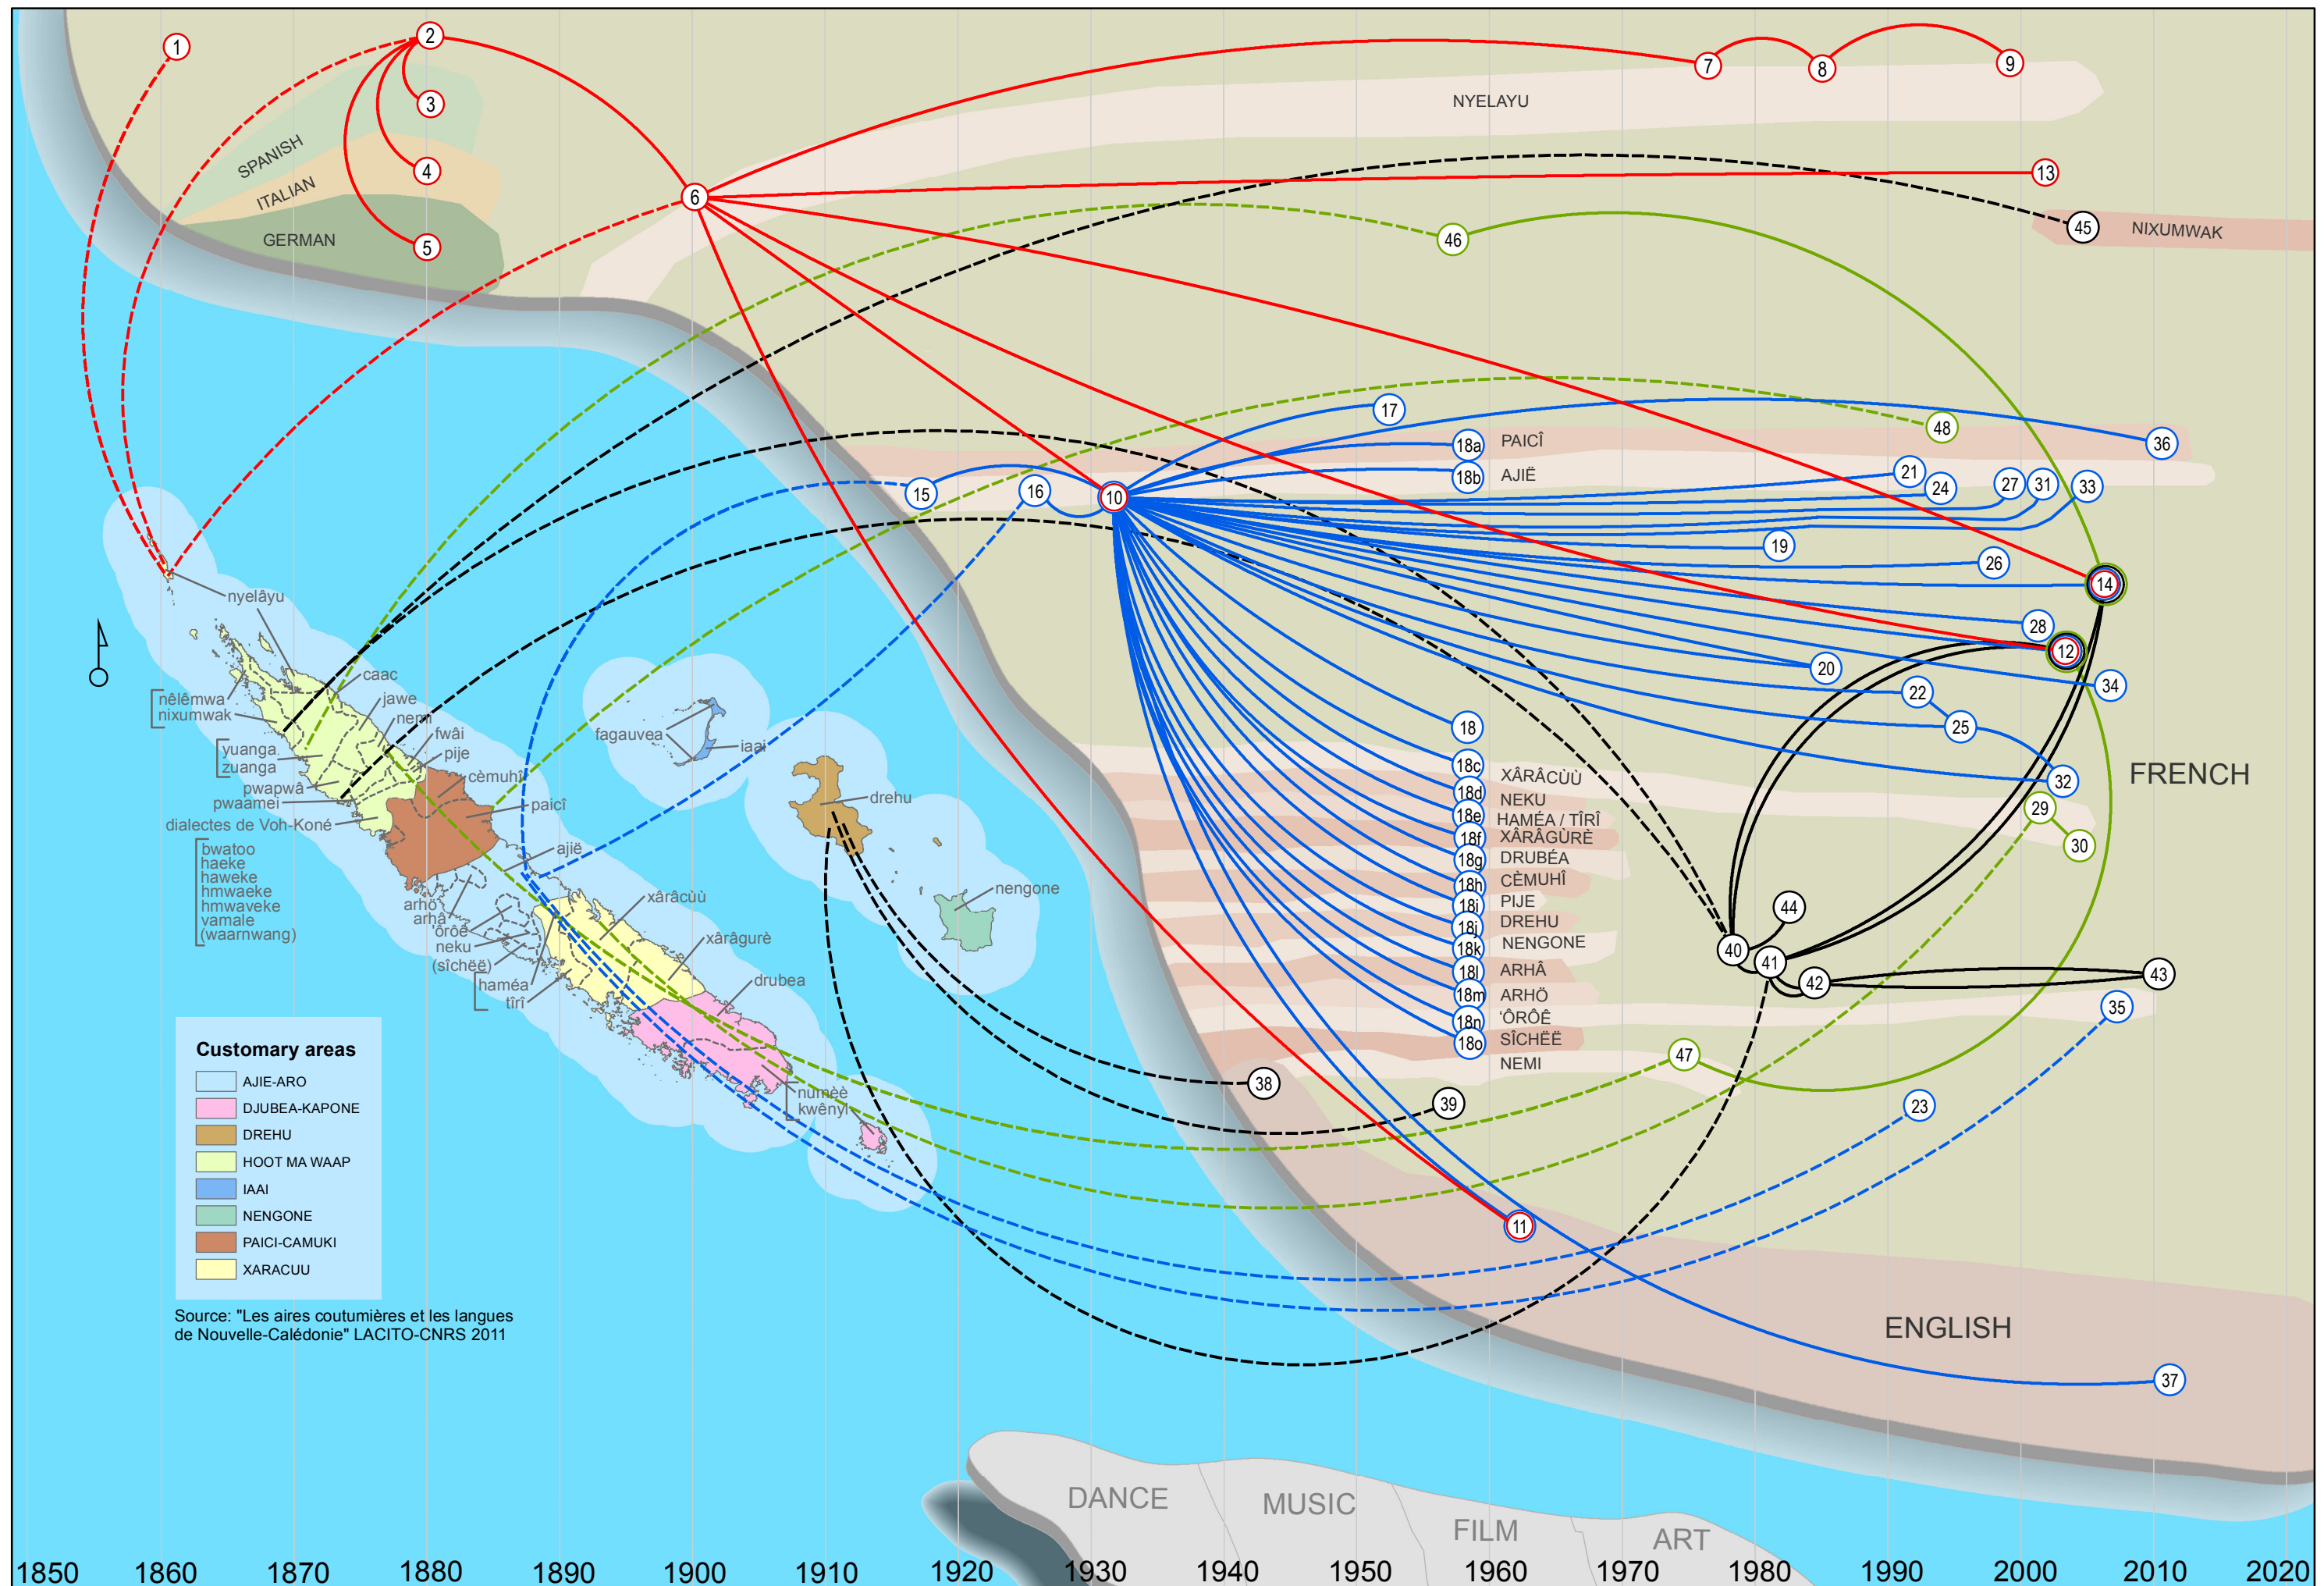 1
2
3
4
5
SPANISH
ITALIAN
GERMAN
6
7
8
9
NYELAYU
13
45
NIXUMWAK
46
17
48
36
18a
PAICÎ
18b
AJIË
15
16
10
21
24
27
31
33
19
26
14
28
12
20
34
22
25
32
18
18c
XÂRÂCÙÙ
18d
NEKU
18e
HAMÉA / TÎRÎ
18f
XÂRÂGÙRÈ
18g
DRUBÉA
18h
CÈMUHÎ
18i
PIJE
18j
DREHU
18k
NENGONE
18l
ARHÂ
18m
ARHÖ
18n
'ÔRÔÊ
18o
SÎCHËË
NEMI
FRENCH
29
30
44
40
41
42
43
35
47
38
39
23
11
ENGLISH
37
nyelâyu
caac
nêlêmwa
nixumwak
jawe
nemi
fwâi
pije
yuanga
zuanga
cèmuhî
pwapwâ
pwaamei
paicî
dialectes de Voh-Koné
bwatoo
haeke
haweke
hmwaeke
hmwaveke
vamale
(waarnwang)
ajië
arhö
arhâ
'ôrôê
neku
(sîchëë)
haméa
tîrî
xârâcùù
xârâgurè
drubea
numèè
kwênyî
fagauvea
iaai
drehu
nengone
Customary areas
AJIE-ARO
DJUBEA-KAPONE
DREHU
HOOT MA WAAP
IAAI
NENGONE
PAICI-CAMUKI
XARACUU
Source: "Les aires coutumières et les langues
de Nouvelle-Calédonie" LACITO-CNRS 2011
DANCE
MUSIC
FILM
ART
1850 1860 1870 1880 1890 1900 1910 1920 1930 1940 1950 1960 1970 1980 1990 2000 2010 2020